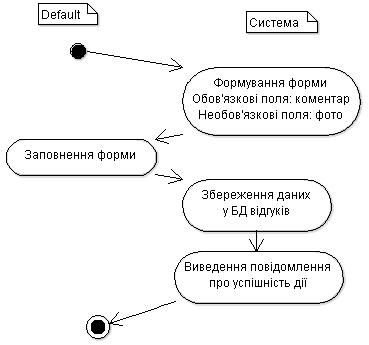 Default
Система
Формування форми
Обов'язкові поля: коментар
Необов'язкові поля: фото
Заповнення форми
Збереження даних
у БД відгуків
Виведення повідомлення
про успішність дії